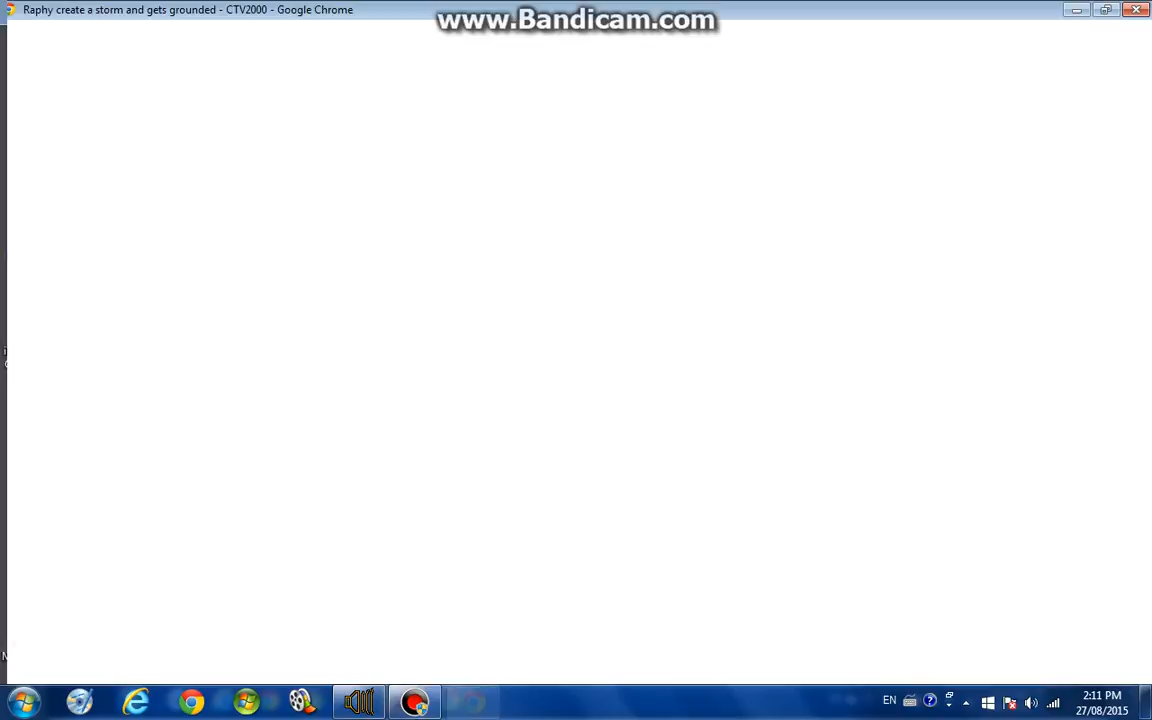 Raphy create a storm and gets grounded - CTV2000 - Google Chrome
www.Bandicam.com
EN
2:11 PM
27/08/2015